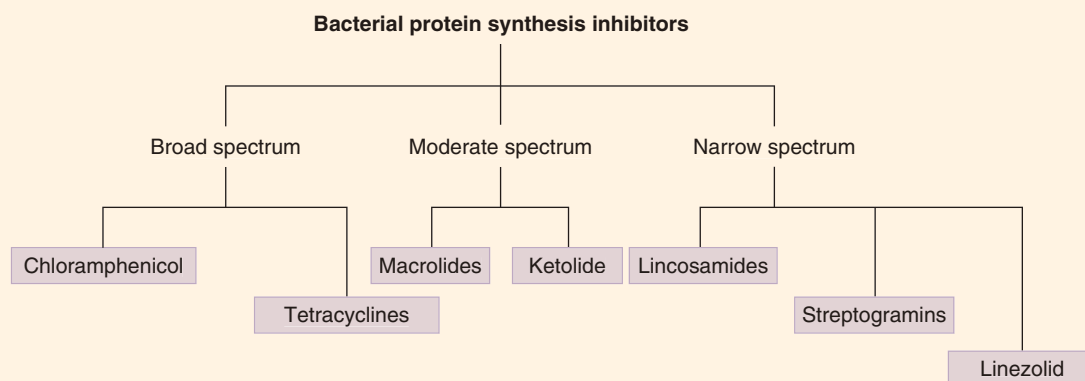 Bacterial protein synthesis inhibitors
Broad spectrum
Moderate spectrum
Narrow spectrum
Chloramphenicol
Macrolides
Ketolide
Lincosamides
Tetracyclines
Streptogramins
Linezolid